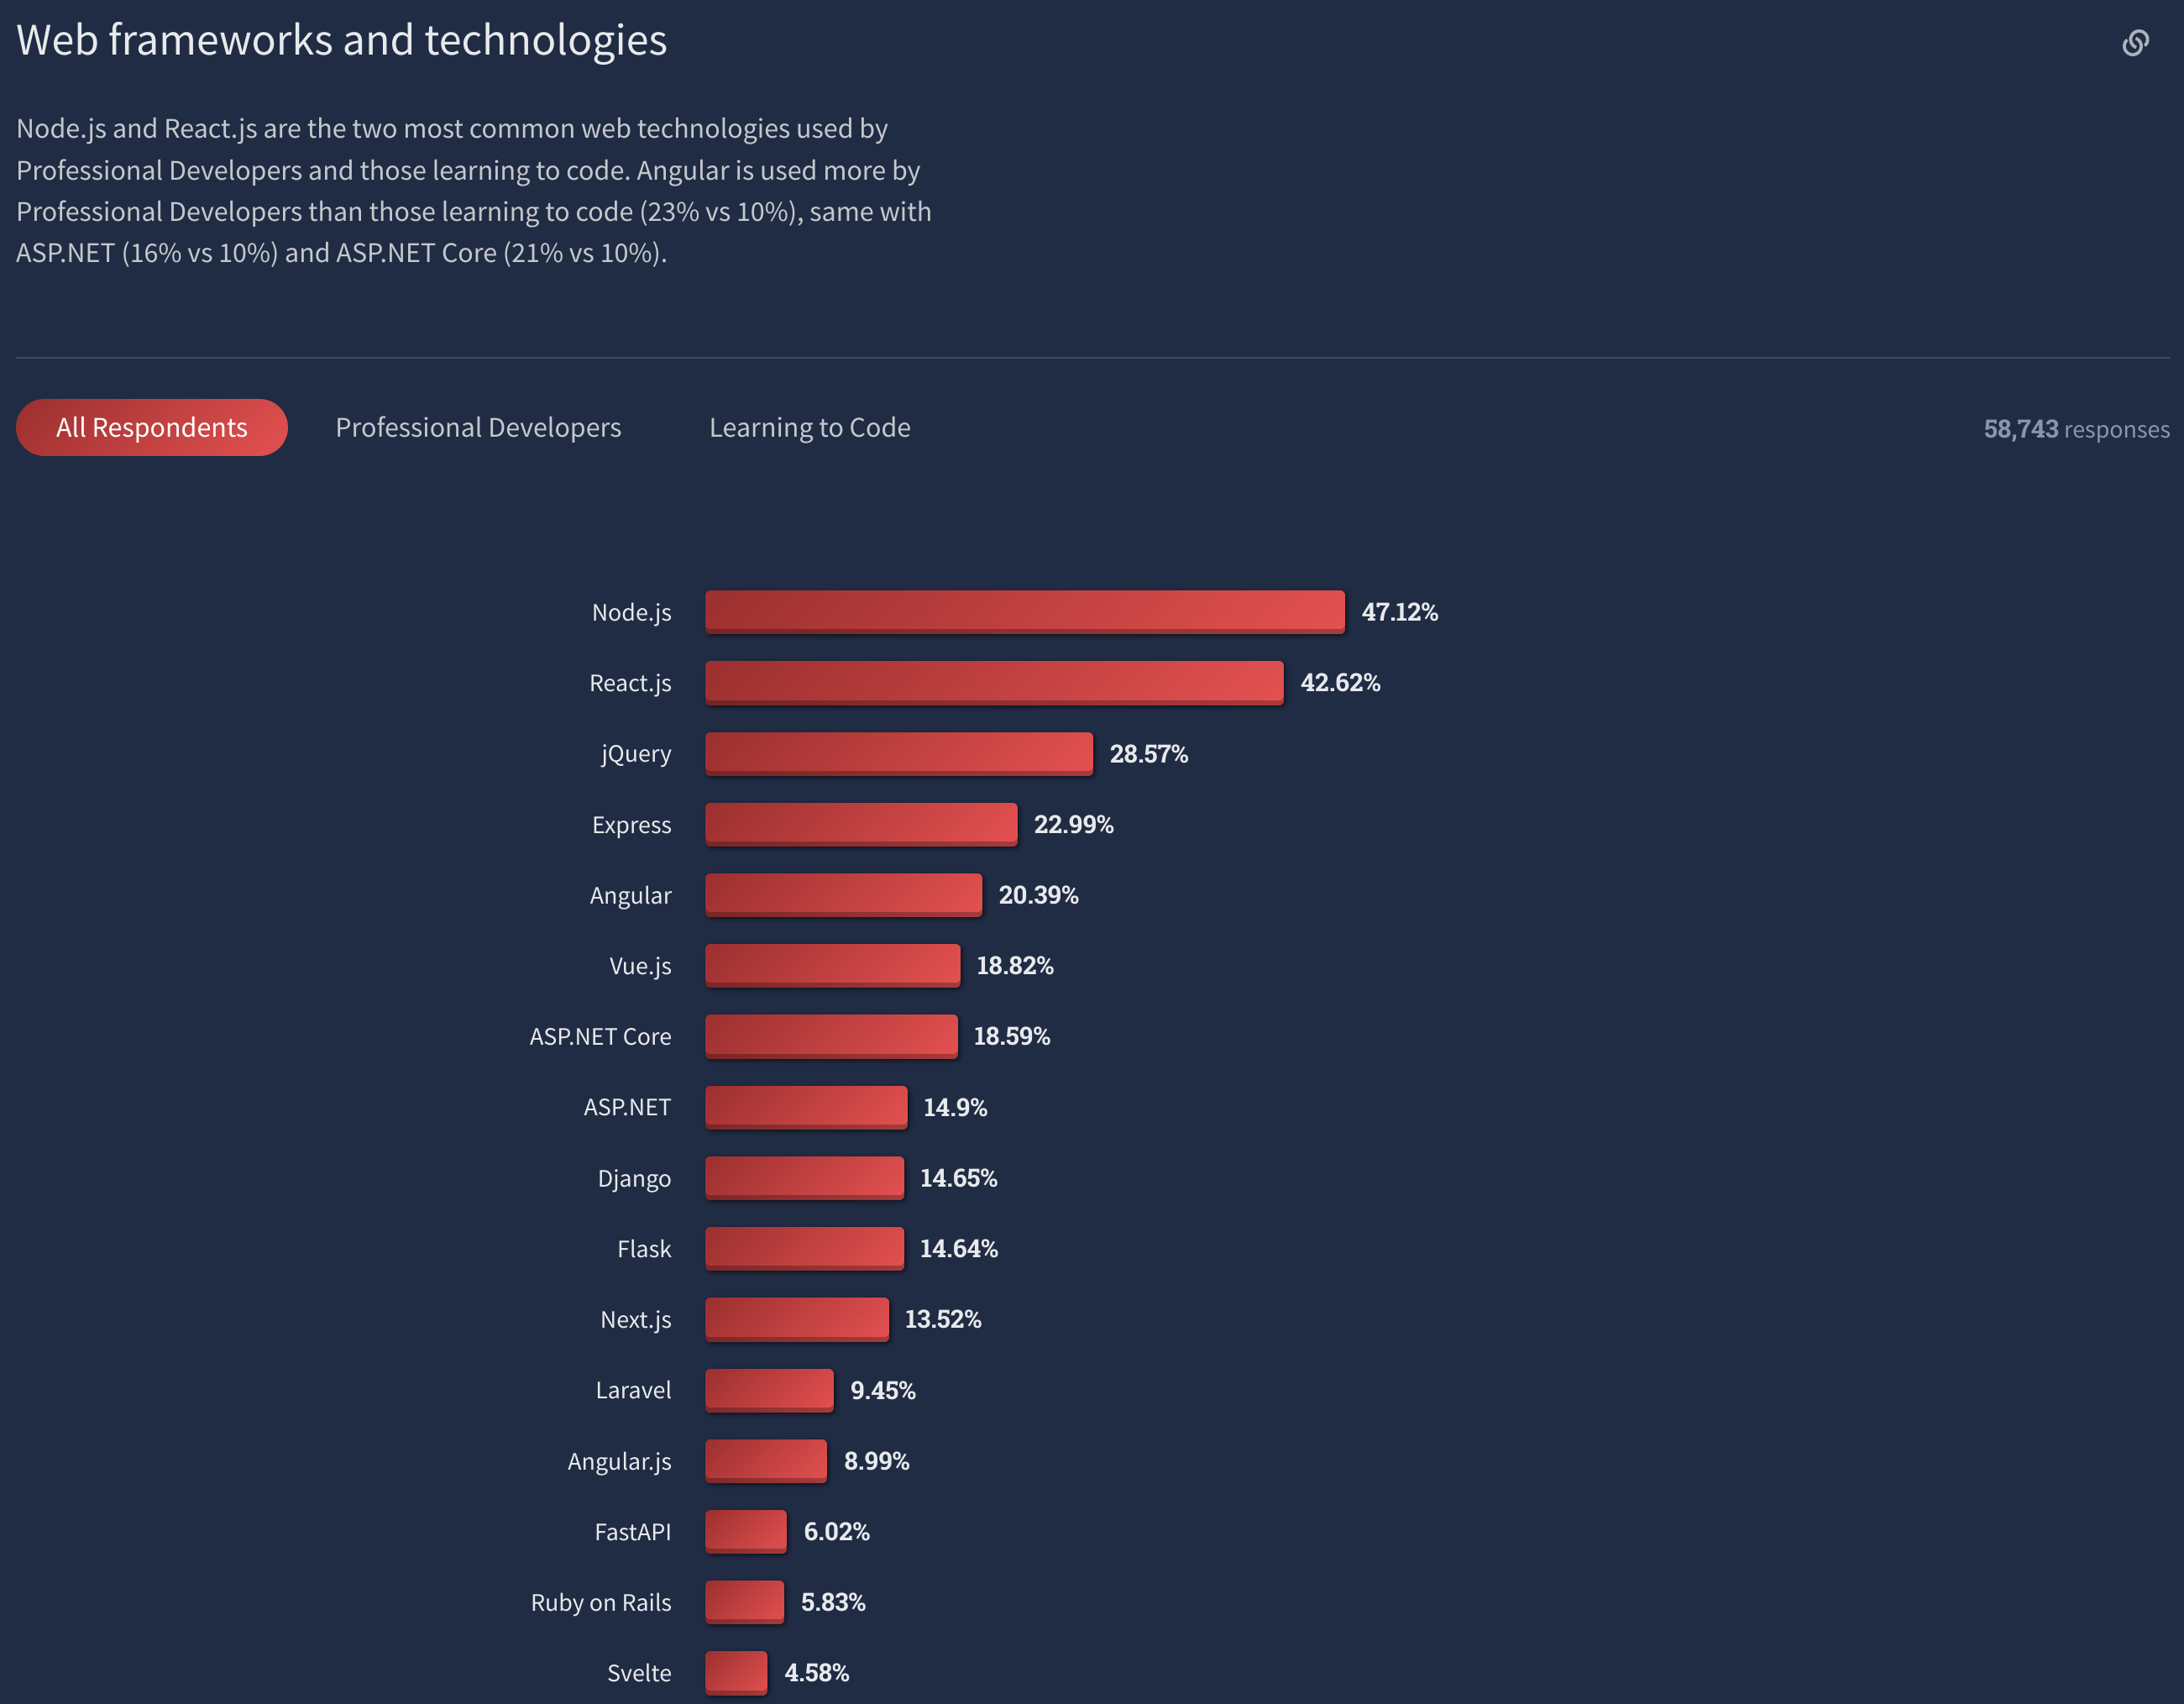 Web frameworks and technologies
Node.js and React.js are the two most common web technologies used by
Professional Developers and those learning to code. Angular is used more by
Professional Developers than those learning to code (23% vs 10%), same with
ASP.NET (16% vs 10%) and ASP.NET Core (21% vs 10%).
All Respondents Professional Developers Learning to Code 58,743 responses
Node.js 47.12%
React.js 42.62%
jQuery 28.57%
Express 22.99%
Angular 20.39%
Vue.js 18.82%
ASP.NET Core 18.59%
ASP.NET 14.9%
Django 14.65%
Flask 14.64%
Next.js 13.52%
Laravel 9.45%
Angular.js 8.99%
FastAPI 6.02%
Ruby on Rails 5.83%
Svelte 4.58%